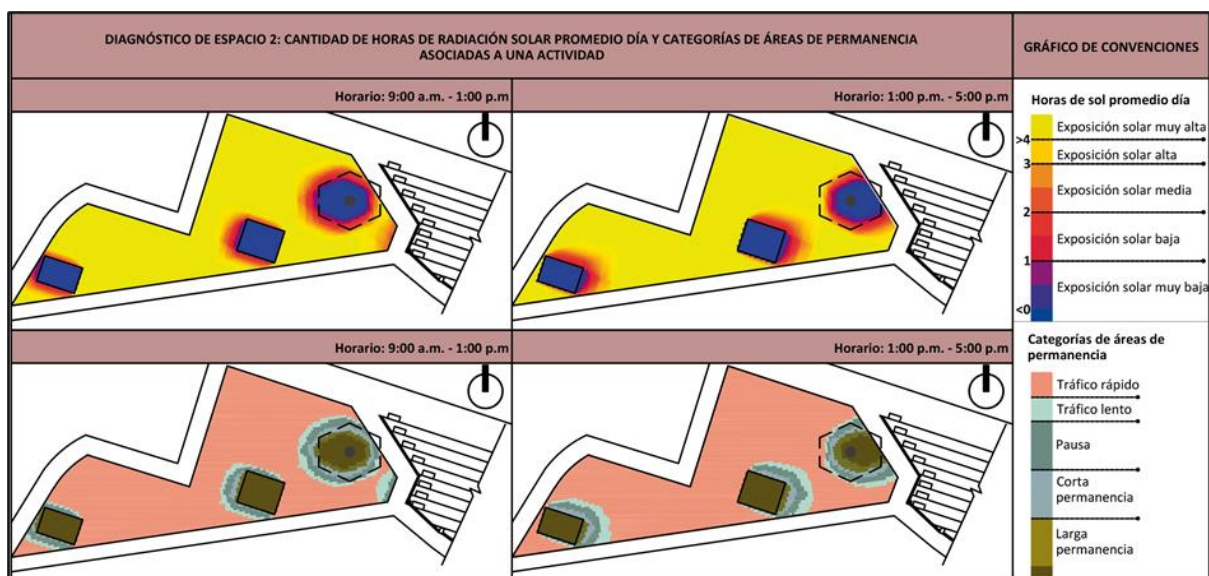 DIAGNÓSTICO DE ESPACIO 2: CANTIDAD DE HORAS DE RADIACIÓN SOLAR PROMEDIO DÍA Y CATEGORÍAS DE ÁREAS DE PERMANENCIA
ASOCIADAS A UNA ACTIVIDAD
GRÁFICO DE CONVENCIONES
Horario: 9:00 a.m. - 1:00 p.m
Horario: 1:00 p.m. - 5:00 p.m
Horas de sol promedio día
Exposición solar muy alta
>4
Exposición solar alta
3
Exposición solar media
2
Exposición solar baja
1
Exposición solar muy baja
<0
Horario: 9:00 a.m. - 1:00 p.m
Horario: 1:00 p.m. - 5:00 p.m
Categorías de áreas de
permanencia
Tráfico rápido
Tráfico lento
Pausa
Corta
permanencia
Larga
permanencia